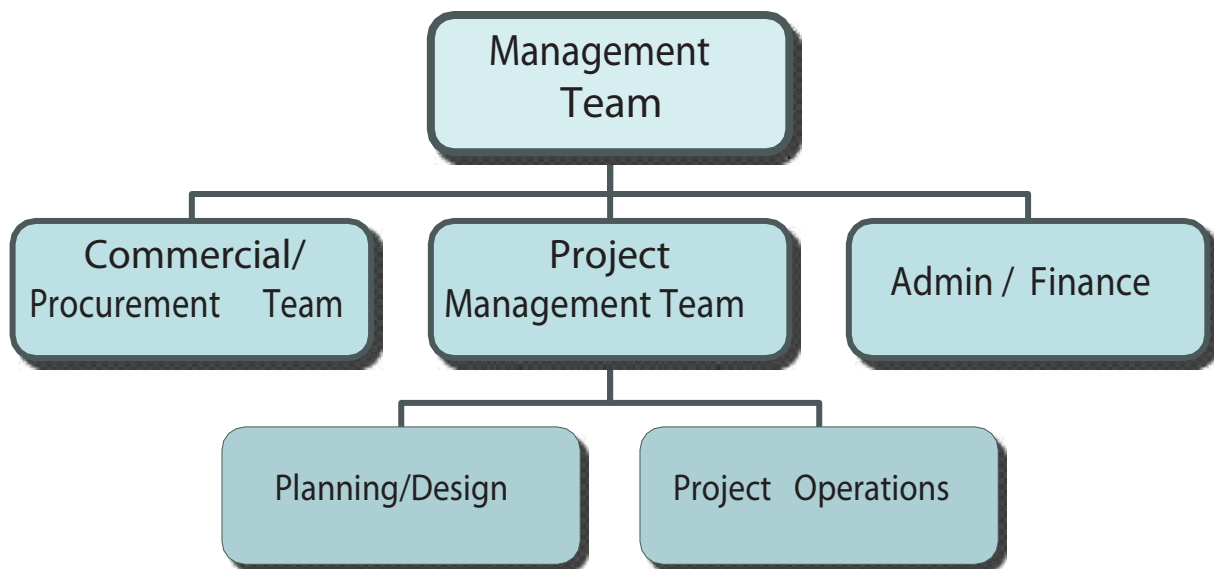 Management
Team
Commercial/
Procurement Team
Project
Management Team
Admin / Finance
Planning/Design
Project Operations